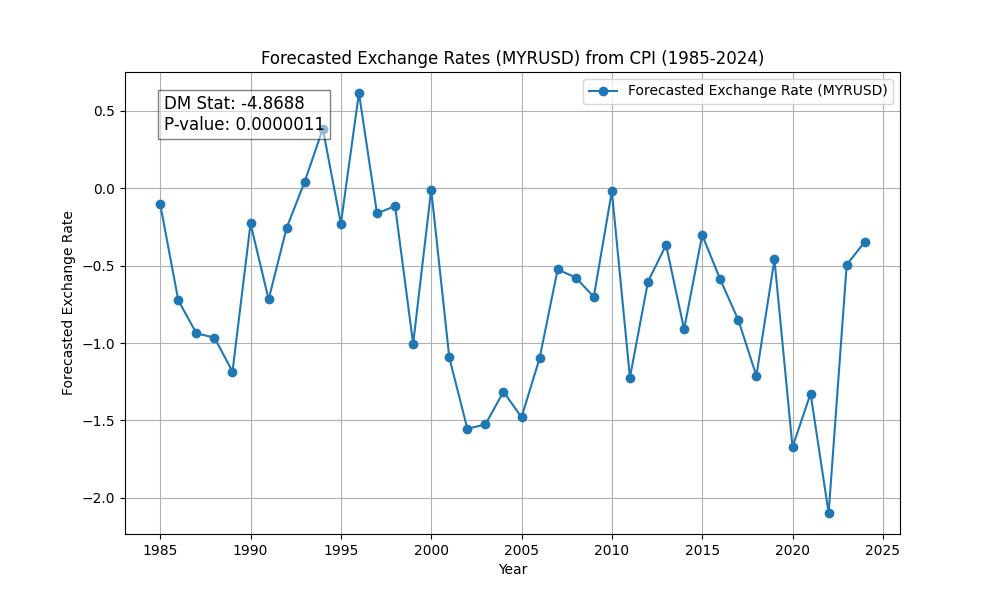 Forecasted Exchange Rates (MYRUSD) from CPI (1985-2024)
DM Stat: -4.8688
P-value: 0.0000011
Forecasted Exchange Rate (MYRUSD)
Forecasted Exchange Rate
0.5
0.0
−0.5
−1.0
−1.5
−2.0
1985 1990 1995 2000 2005 2010 2015 2020 2025
Year